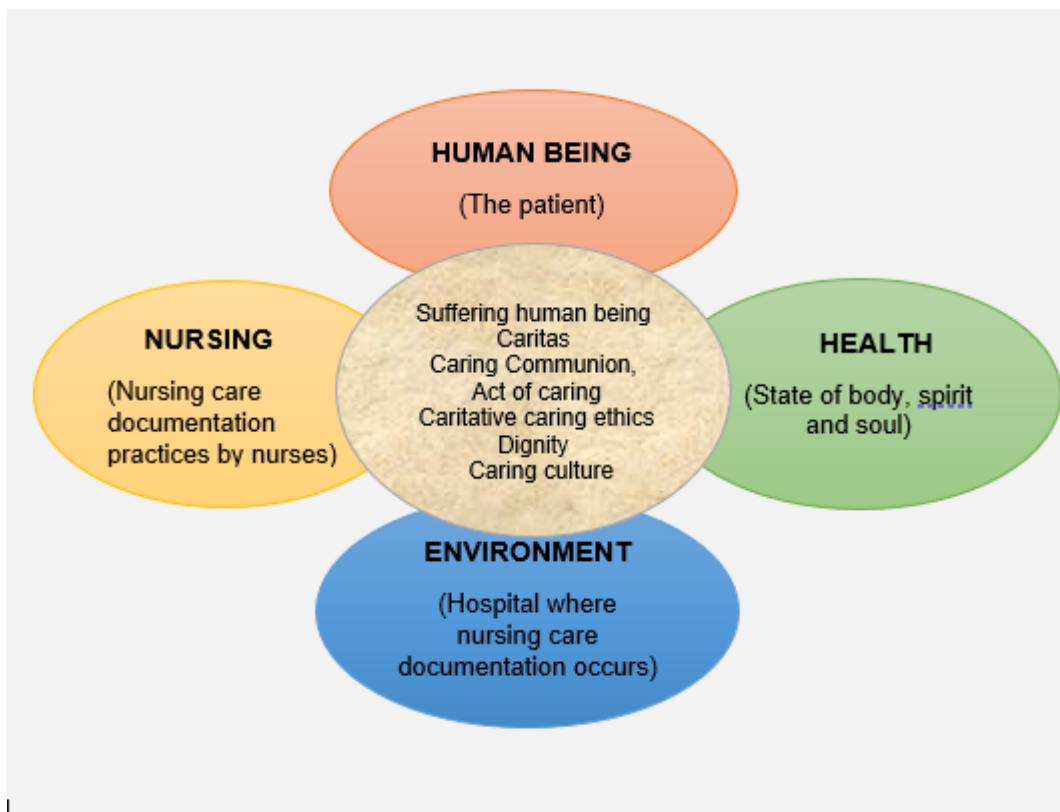 HUMAN BEING
(The patient)
NURSING
(Nursing care
documentation
practices by nurses)
Suffering human being
Caritas
Caring Communion,
Act of caring
Caritative caring ethics
Dignity
Caring culture
HEALTH
(State of body, spirit
and soul)
ENVIRONMENT
(Hospital where
nursing care
documentation occurs)